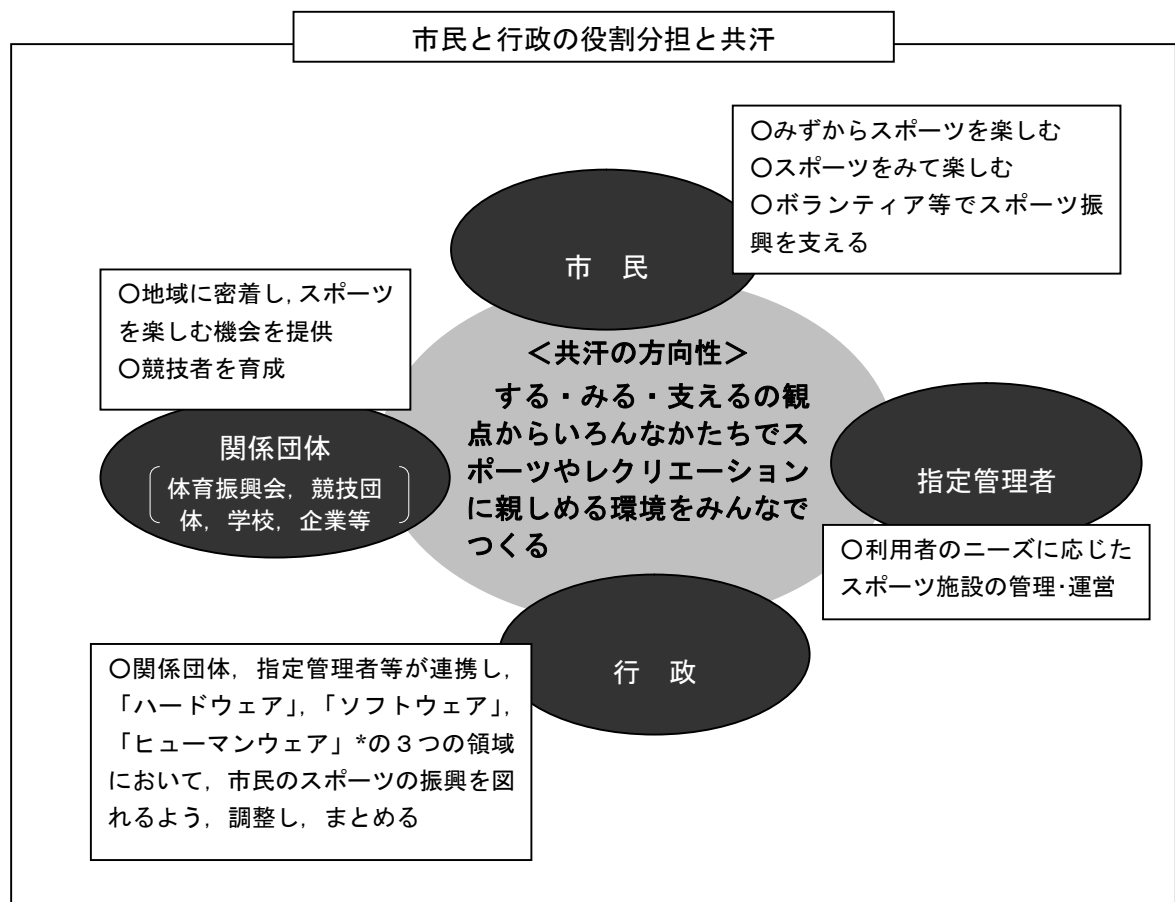 市民と行政の役割分担と共汗
〇みずからスポーツを楽しむ
〇スポーツをみて楽しむ
〇ボランティア等でスポーツ振
興を支える
市　民
〇地域に密着し，スポーツ
を楽しむ機会を提供
〇競技者を育成
関係団体
体育振興会，競技団
体，学校，企業等
＜共汗の方向性＞
する・みる・支えるの観
点からいろんなかたちでス
ポーツやレクリエーション
に親しめる環境をみんなで
つくる
指定管理者
〇利用者のニーズに応じた
スポーツ施設の管理・運営
行　政
〇関係団体，指定管理者等が連携し，
「ハードウェア」，「ソフトウェア」，
「ヒューマンウェア」*の３つの領域
において，市民のスポーツの振興を図
れるよう，調整し，まとめる